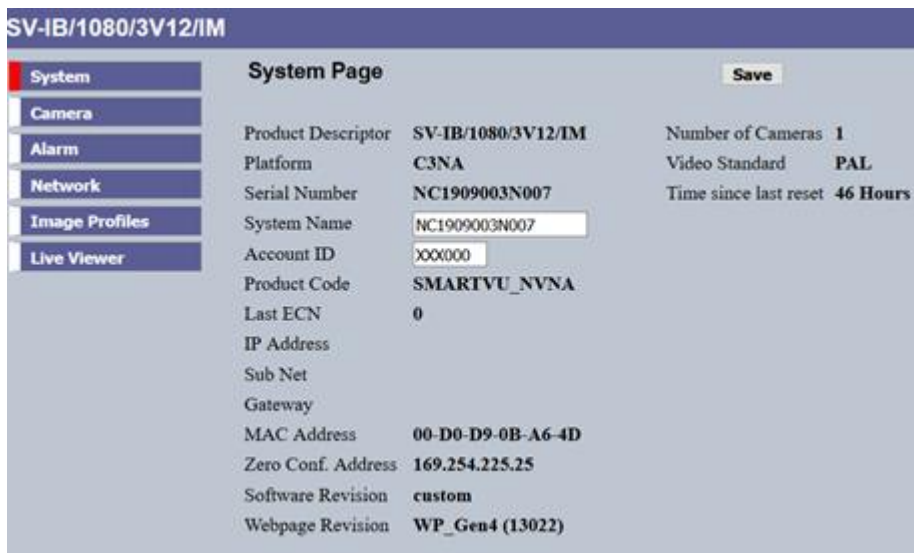 SV-IB/1080/3V12/IM
System
Camera
Alarm
Network
Image Profiles
Live Viewer
System Page
Save
Product Descriptor SV-IB/1080/3V12/IM
Platform C3NA
Serial Number NC1909003N007
System Name NC1909003N007
Account ID XXX000
Product Code SMARTVU_NVNA
Last ECN 0
IP Address
Sub Net
Gateway
MAC Address 00-D0-D9-0B-A6-4D
Zero Conf. Address 169.254.225.25
Software Revision custom
Webpage Revision WP_Gen4 (13022)
Number of Cameras 1
Video Standard PAL
Time since last reset 46 Hours